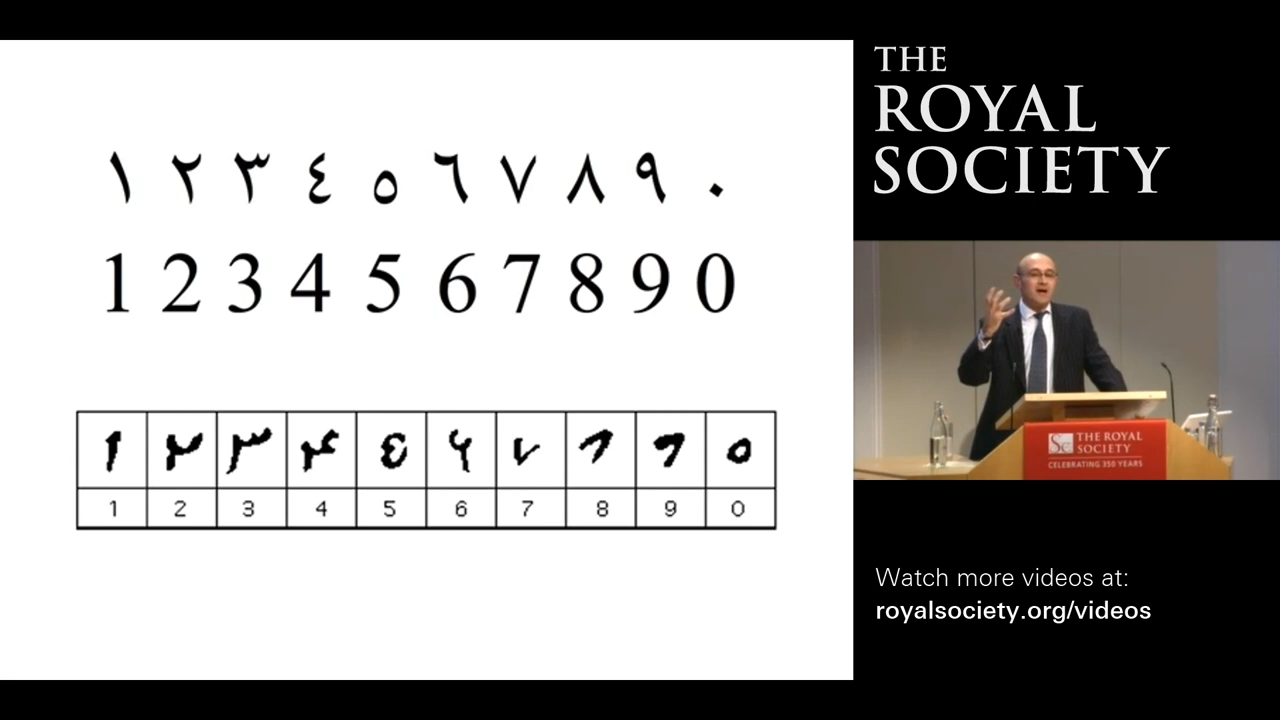 ١ ٢ ٣ ٤ ٥ ٦ ٧ ٨ ٩ ٠
1 2 3 4 5 6 7 8 9 0
1 2 3 4 5 6 7 8 9 0
THE
ROYAL
SOCIETY
THE ROYAL
SOCIETY
CELEBRATING 350 YEARS
Watch more videos at:
royalsociety.org/videos